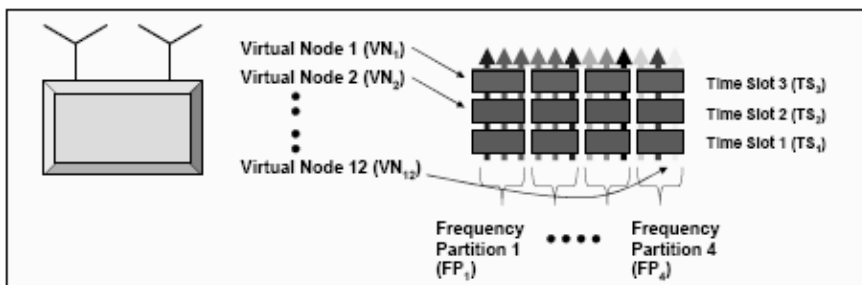 Virtual Node 1 (VN₁)
Virtual Node 2 (VN₂)
Virtual Node 12 (VN₁₂)
Time Slot 3 (TS₃)
Time Slot 2 (TS₂)
Time Slot 1 (TS₁)
Frequency
Partition 1
(FP₁)
Frequency
Partition 4
(FP₄)